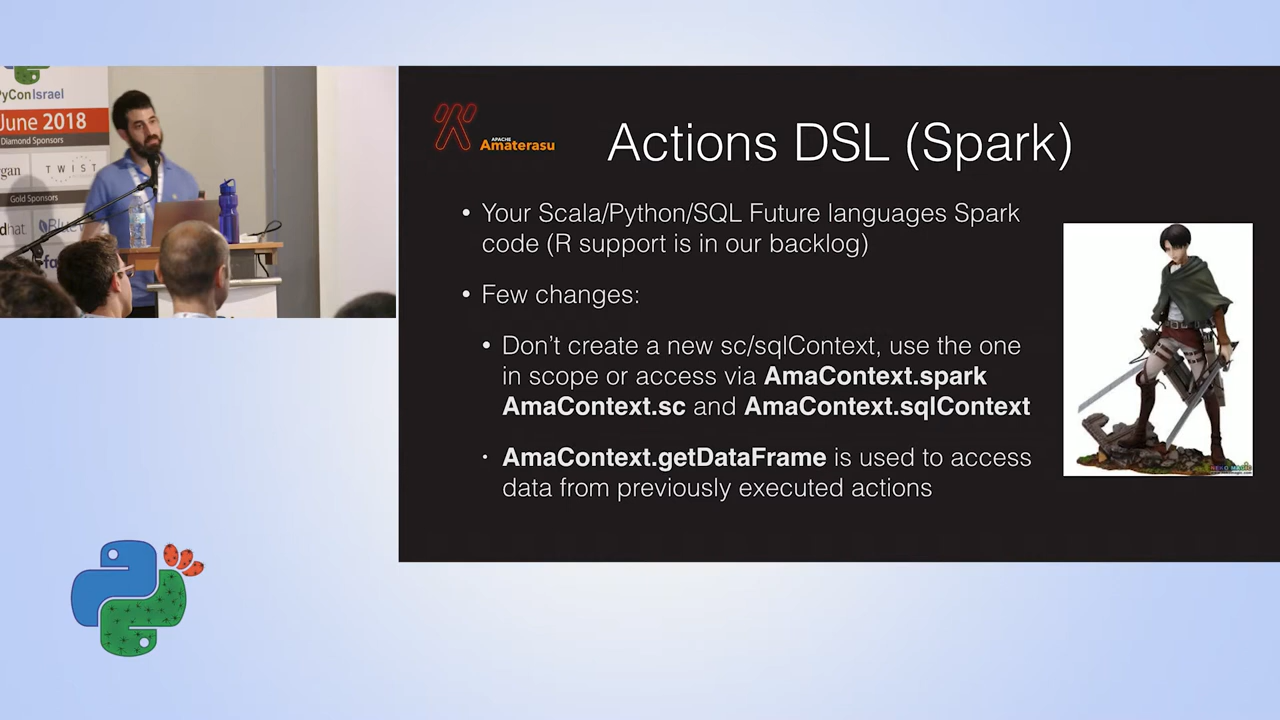 PyConIsrael
June 2018
Diamond Sponsors
TWIST
Gold Sponsors
APACHE
Amaterasu
Actions DSL (Spark)
• Your Scala/Python/SQL Future languages Spark
code (R support is in our backlog)
• Few changes:
• Don’t create a new sc/sqlContext, use the one
in scope or access via AmaContext.spark
AmaContext.sc and AmaContext.sqlContext
• AmaContext.getDataFrame is used to access
data from previously executed actions